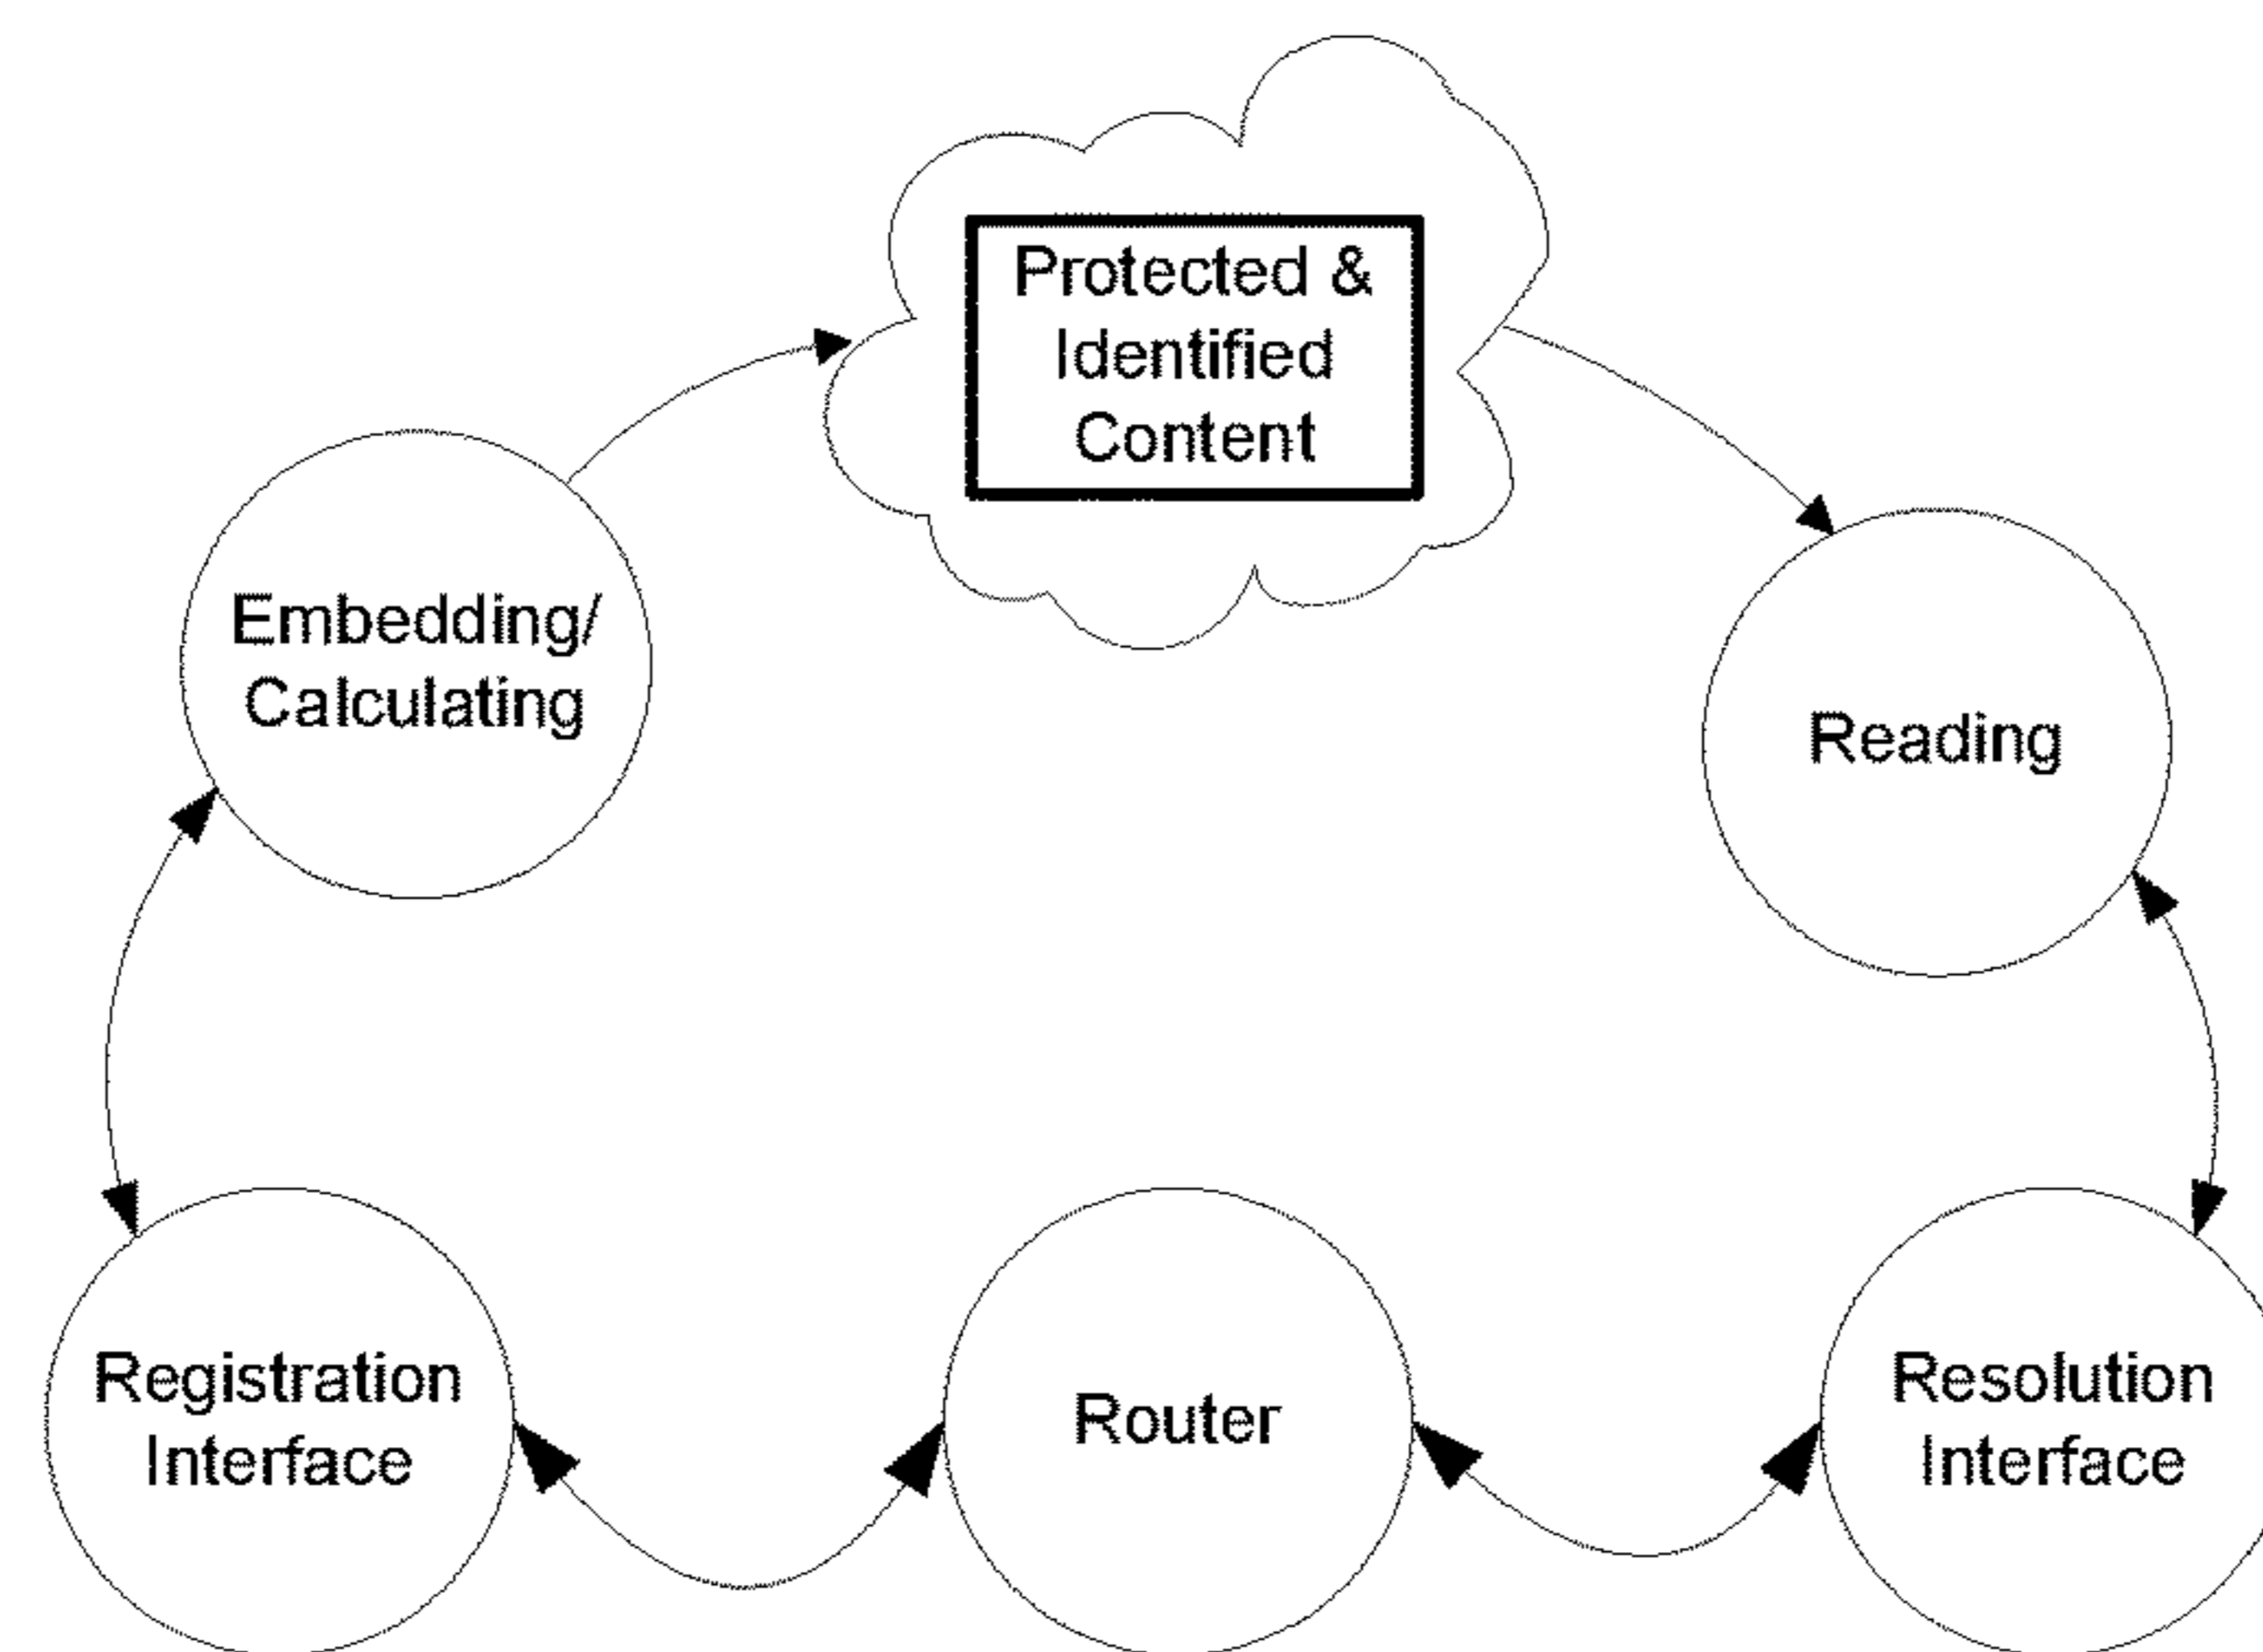 Protected &
Identified
Content
Embedding/
Calculating
Reading
Registration
Interface
Router
Resolution
Interface